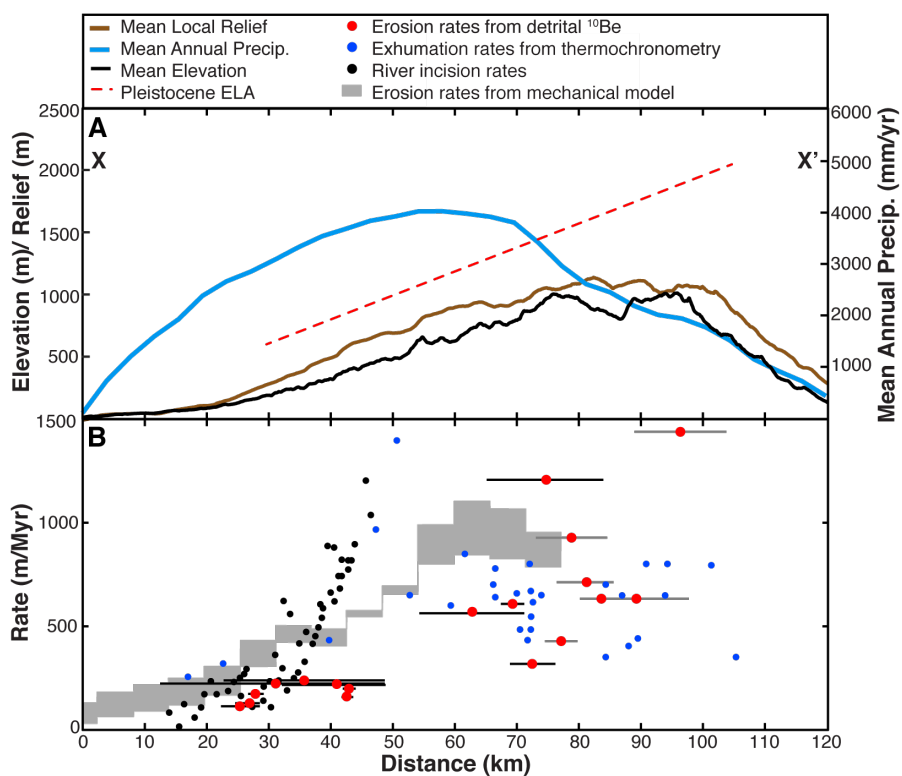 Mean Local Relief
Erosion rates from detrital ¹⁰Be
Mean Annual Precip.
Exhumation rates from thermochronometry
Mean Elevation
River incision rates
Pleistocene ELA
Erosion rates from mechanical model
A
X
X'
Elevation (m)/ Relief (m)
2500
2000
1500
1000
500
Mean Annual Precip. (mm/yr)
6000
5000
4000
3000
2000
1000
B
Rate (m/Myr)
1500
1000
500
0
0 10 20 30 40 50 60 70 80 90 100 110 120
Distance (km)